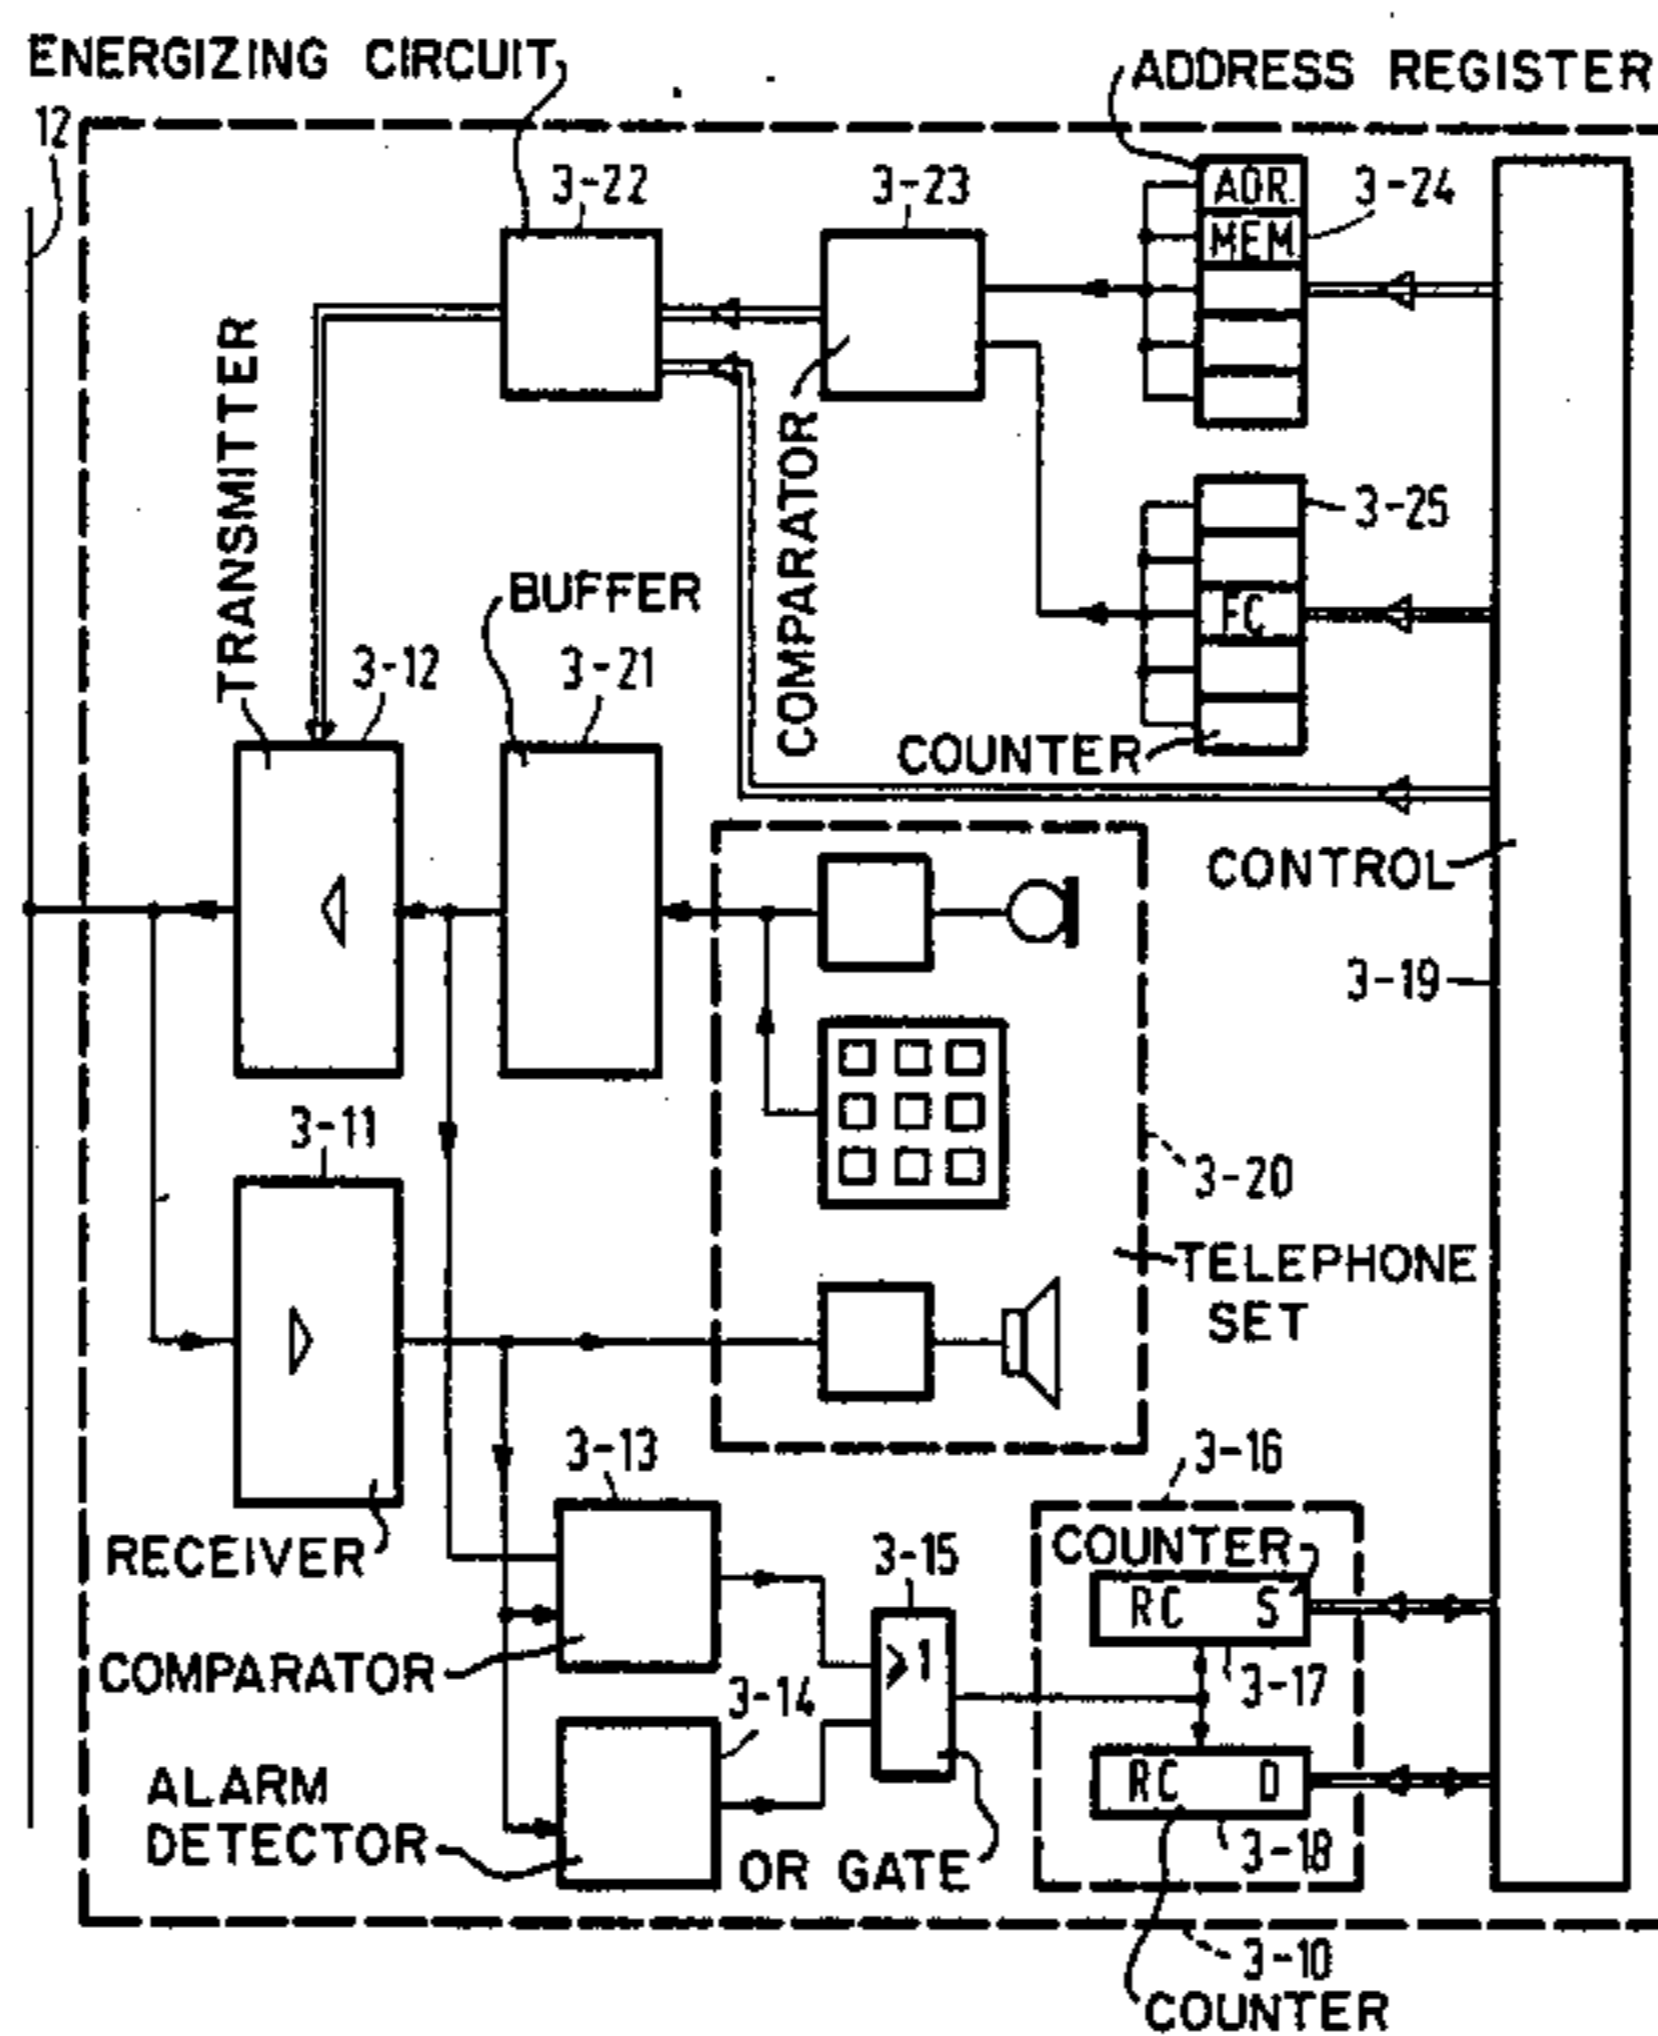 ENERGIZING CIRCUIT
ADDRESS REGISTER
12
3-22
3-23
ADR.
MEM
3-24
TRANSMITTER
COMPARATOR
3-25
FC
BUFFER
3-12
3-21
COUNTER
CONTROL
3-19
3-11
3-20
TELEPHONE
SET
3-13
3-16
RECEIVER
COUNTER
3-15
RC S
COMPARATOR
>1
3-17
3-14
RC D
ALARM
DETECTOR
OR GATE
3-18
3-10
COUNTER